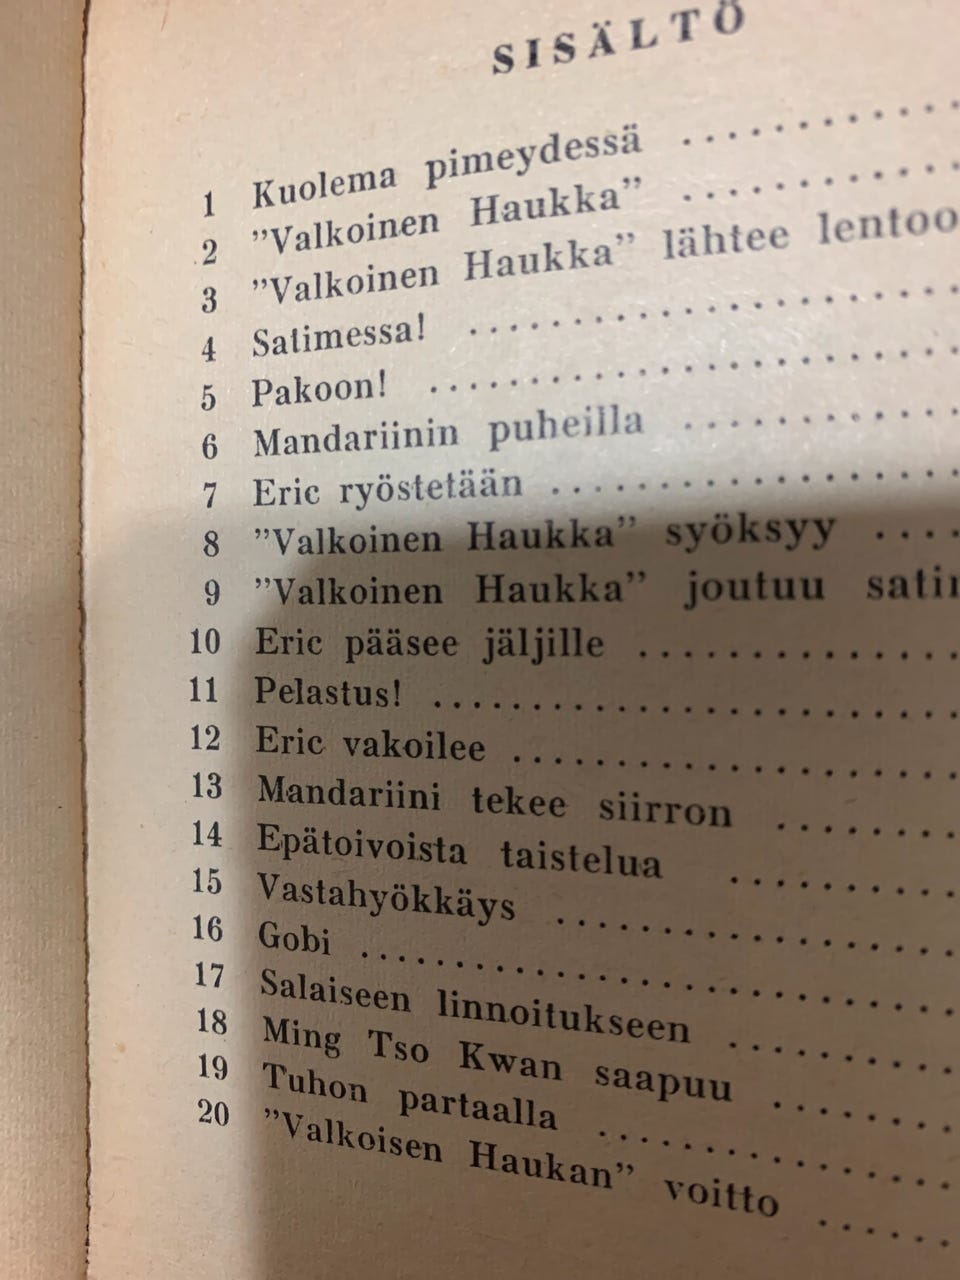 SISÄLTÖ
1 Kuolema pimeydessä
2 ”Valkoinen Haukka”
3 ”Valkoinen Haukka” lähtee lentoo
4 Satimessa!
5 Pakoon!
6 Mandariinin puheilla
7 Eric ryöstetään
8 ”Valkoinen Haukka” syöksyy
9 ”Valkoinen Haukka” joutuu
10 Eric pääsee jäljille
11 Pelastus!
12 Eric vakoilee
13 Mandariini tekee siirron
14 Epätoivoista taistelua
15 Vastahyökkäys
16 Gobi
17 Salaiseen linnoitukseen
18 Ming Tso Kwan saapuu
19 Tuhon partaalla
20 ”Valkoisen Haukan” voitto